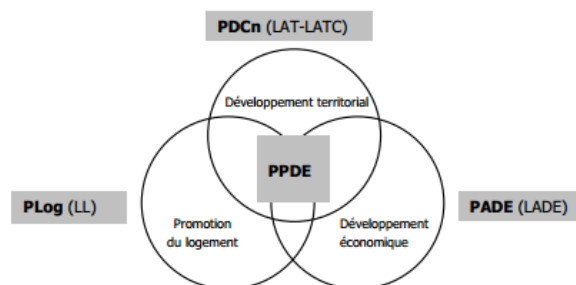 PDCn (LAT-LATC)
Développement territorial
PPDE
PLog (LL)
PADE (LADE)
Promotion
du logement
Développement
économique